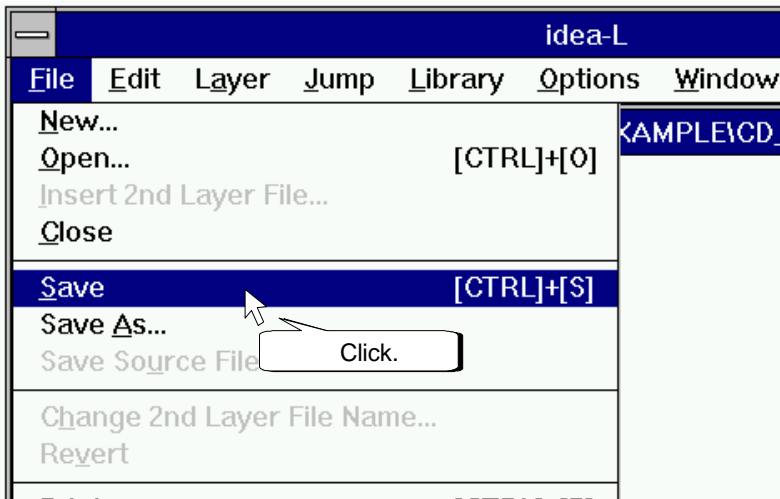 idea-L
File Edit Layer Jump Library Options Window
New...
XAMPLE\CD_
Open... [CTRL]+[O]
Insert 2nd Layer File...
Close
Save [CTRL]+[S]
Save As...
Save Source File
Click.
Change 2nd Layer File Name...
Revert